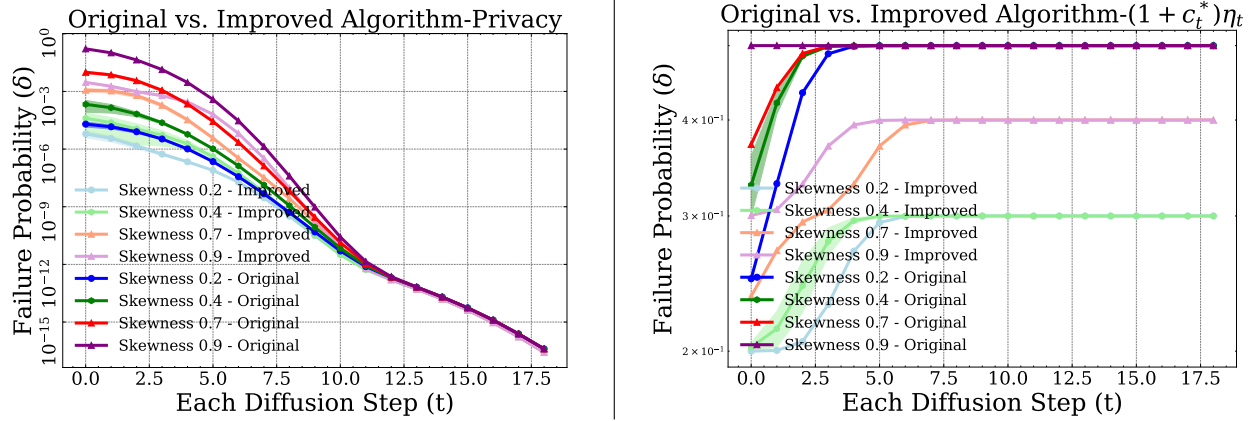 Original vs. Improved Algorithm-Privacy
Failure Probability (δ)
10⁰
10⁻³
10⁻⁶
10⁻⁹
10⁻¹²
10⁻¹⁵
Skewness 0.2 - Improved
Skewness 0.4 - Improved
Skewness 0.7 - Improved
Skewness 0.9 - Improved
Skewness 0.2 - Original
Skewness 0.4 - Original
Skewness 0.7 - Original
Skewness 0.9 - Original
0.0 2.5 5.0 7.5 10.0 12.5 15.0 17.5
Each Diffusion Step (t)
Original vs. Improved Algorithm-(1 + c*ₜ)ηₜ
Failure Probability (δ)
4 × 10⁻¹
3 × 10⁻¹
2 × 10⁻¹
Skewness 0.2 - Improved
Skewness 0.4 - Improved
Skewness 0.7 - Improved
Skewness 0.9 - Improved
Skewness 0.2 - Original
Skewness 0.4 - Original
Skewness 0.7 - Original
Skewness 0.9 - Original
0.0 2.5 5.0 7.5 10.0 12.5 15.0 17.5
Each Diffusion Step (t)